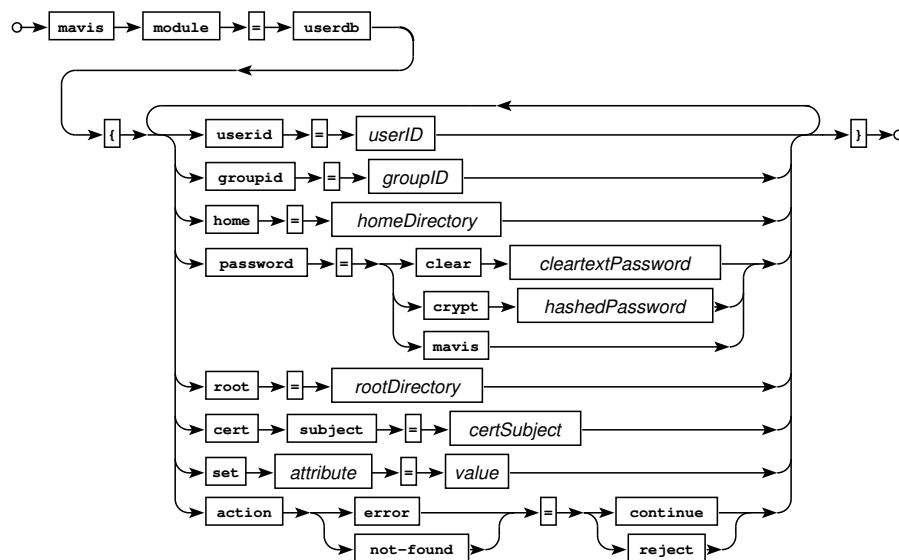 mavis module = userdb
{ userid = userID }
groupid = groupID
home = homeDirectory
password = clear cleartextPassword
crypt hashedPassword
mavis
root = rootDirectory
cert subject = certSubject
set attribute = value
action error = continue
not-found reject